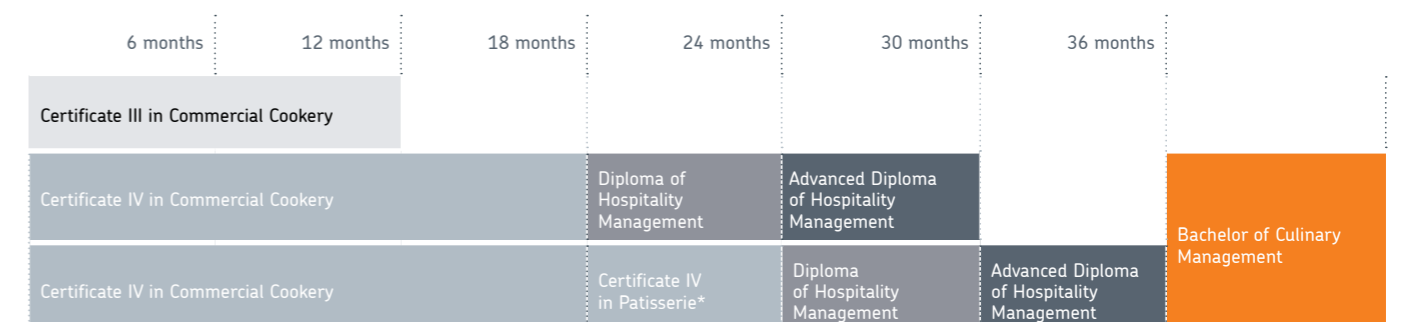 6 months
12 months
18 months
24 months
30 months
36 months
Certificate III in Commercial Cookery
Certificate IV in Commercial Cookery
Diploma of
Hospitality
Management
Advanced Diploma
of Hospitality
Management
Bachelor of Culinary
Management
Certificate IV in Commercial Cookery
Certificate IV
in Patisserie*
Diploma
of Hospitality
Management
Advanced Diploma
of Hospitality
Management